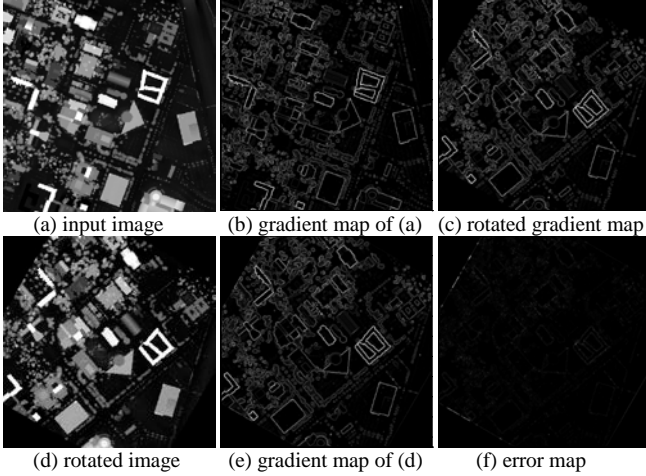 (a) input image
(b) gradient map of (a)
(c) rotated gradient map
(d) rotated image
(e) gradient map of (d)
(f) error map